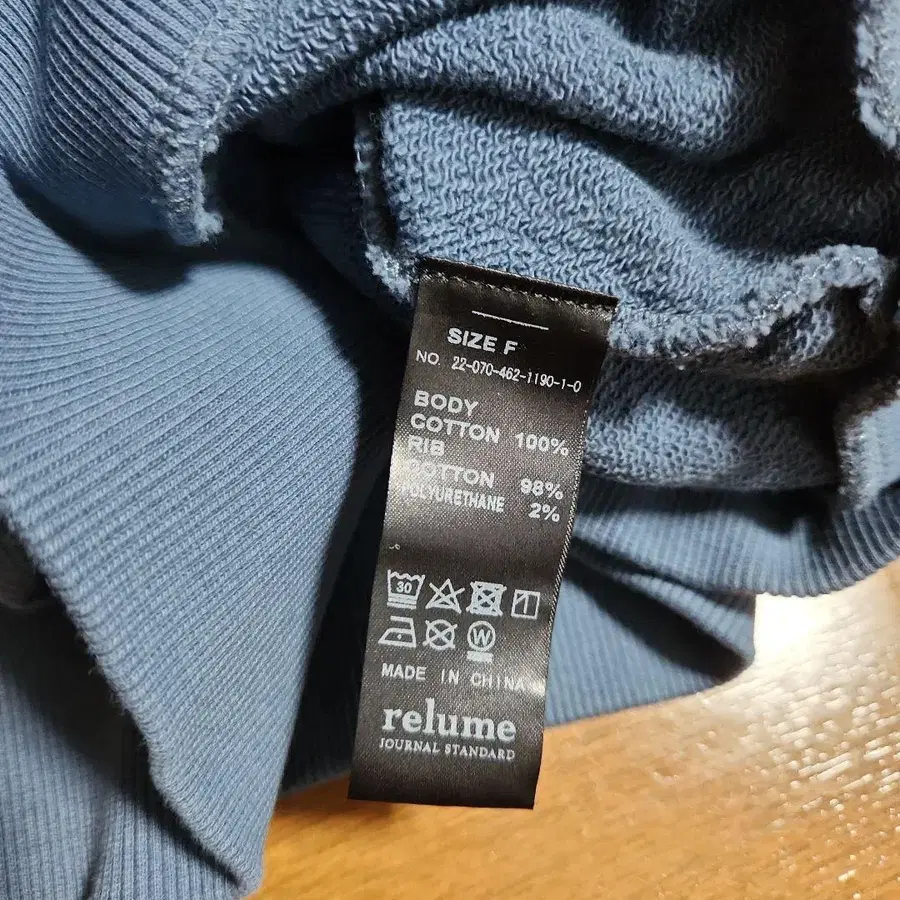 SIZE F
NO. 22-070-462-1190-1-0
BODY
COTTON 100%
RIB
COTTON 98%
POLYURETHANE 2%
30
W
MADE IN CHINA
relume
JOURNAL STANDARD